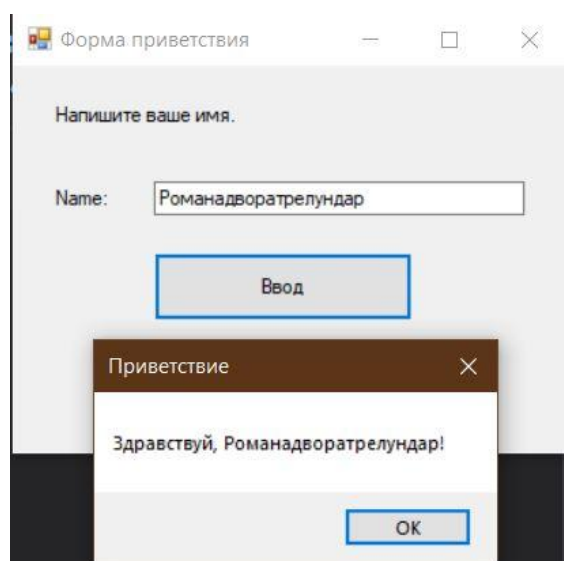 Форма приветствия
Напишите ваше имя.
Name: Романадворатрелундар
Ввод
Приветствие
Здравствуй, Романадворатрелундар!
OK